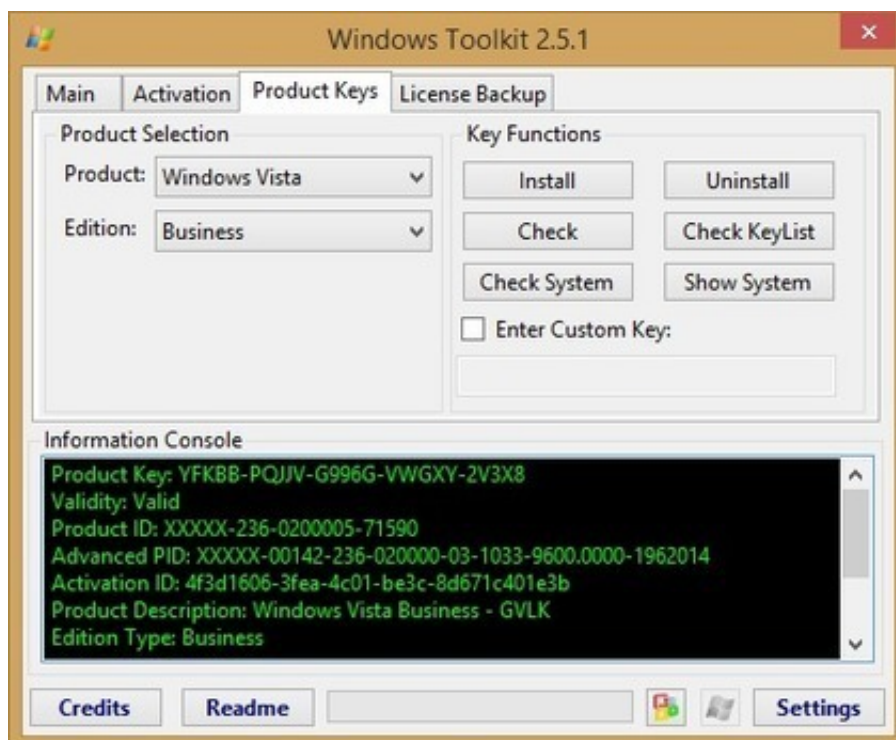 Windows Toolkit 2.5.1
Main Activation Product Keys License Backup
Product Selection
Product: Windows Vista
Edition: Business
Key Functions
Install Uninstall
Check Check KeyList
Check System Show System
Enter Custom Key:
Information Console
Product Key: YFKBB-PQJJV-G996G-VWGXY-2V3X8
Validity: Valid
Product ID: XXXXX-236-0200005-71590
Advanced PID: XXXXX-00142-236-020000-03-1033-9600.0000-1962014
Activation ID: 4f3d1606-3fea-4c01-be3c-8d671c401e3b
Product Description: Windows Vista Business - GVLK
Edition Type: Business
Credits Readme Settings